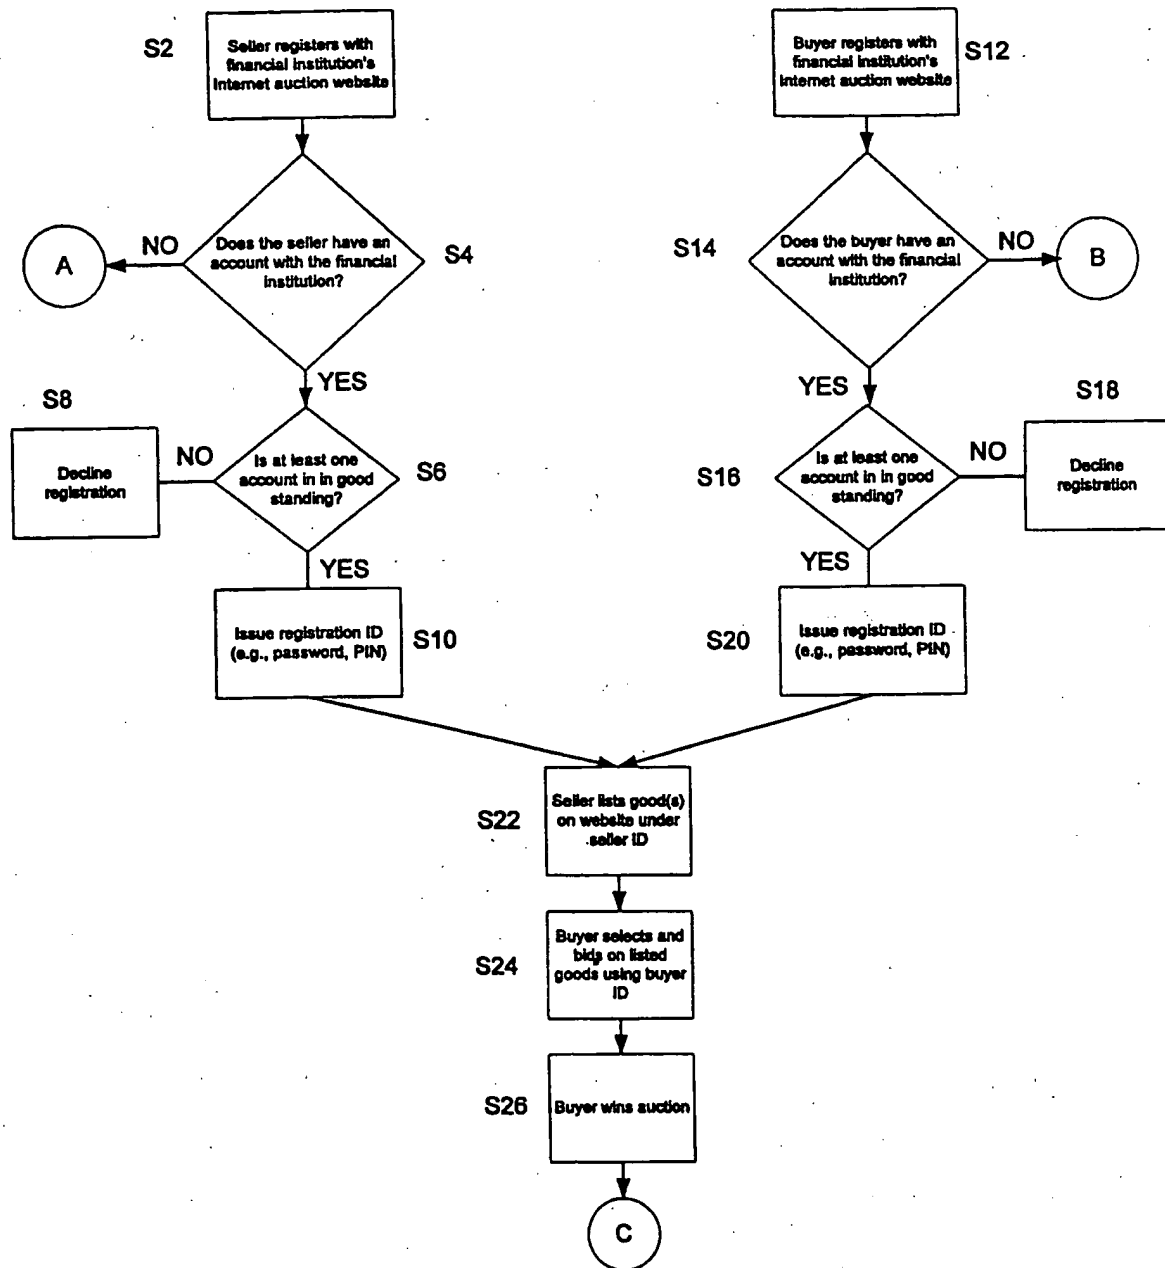 S2
Seller registers with
financial institution's
Internet auction website
Buyer registers with
financial institution's
Internet auction website
S12
A
NO
Does the seller have an
account with the financial
institution?
S4
S14
Does the buyer have an
account with the financial
institution?
NO
B
YES
YES
S8
S18
Decline
registration
NO
Is at least one
account in in good
standing?
S6
S16
Is at least one
account in in good
standing?
NO
Decline
registration
YES
YES
Issue registration ID
(e.g., password, PIN)
S10
S20
Issue registration ID
(e.g., password, PIN)
S22
Seller lists good(s)
on website under
seller ID
S24
Buyer selects and
bids on listed
goods using buyer
ID
S26
Buyer wins auction
C